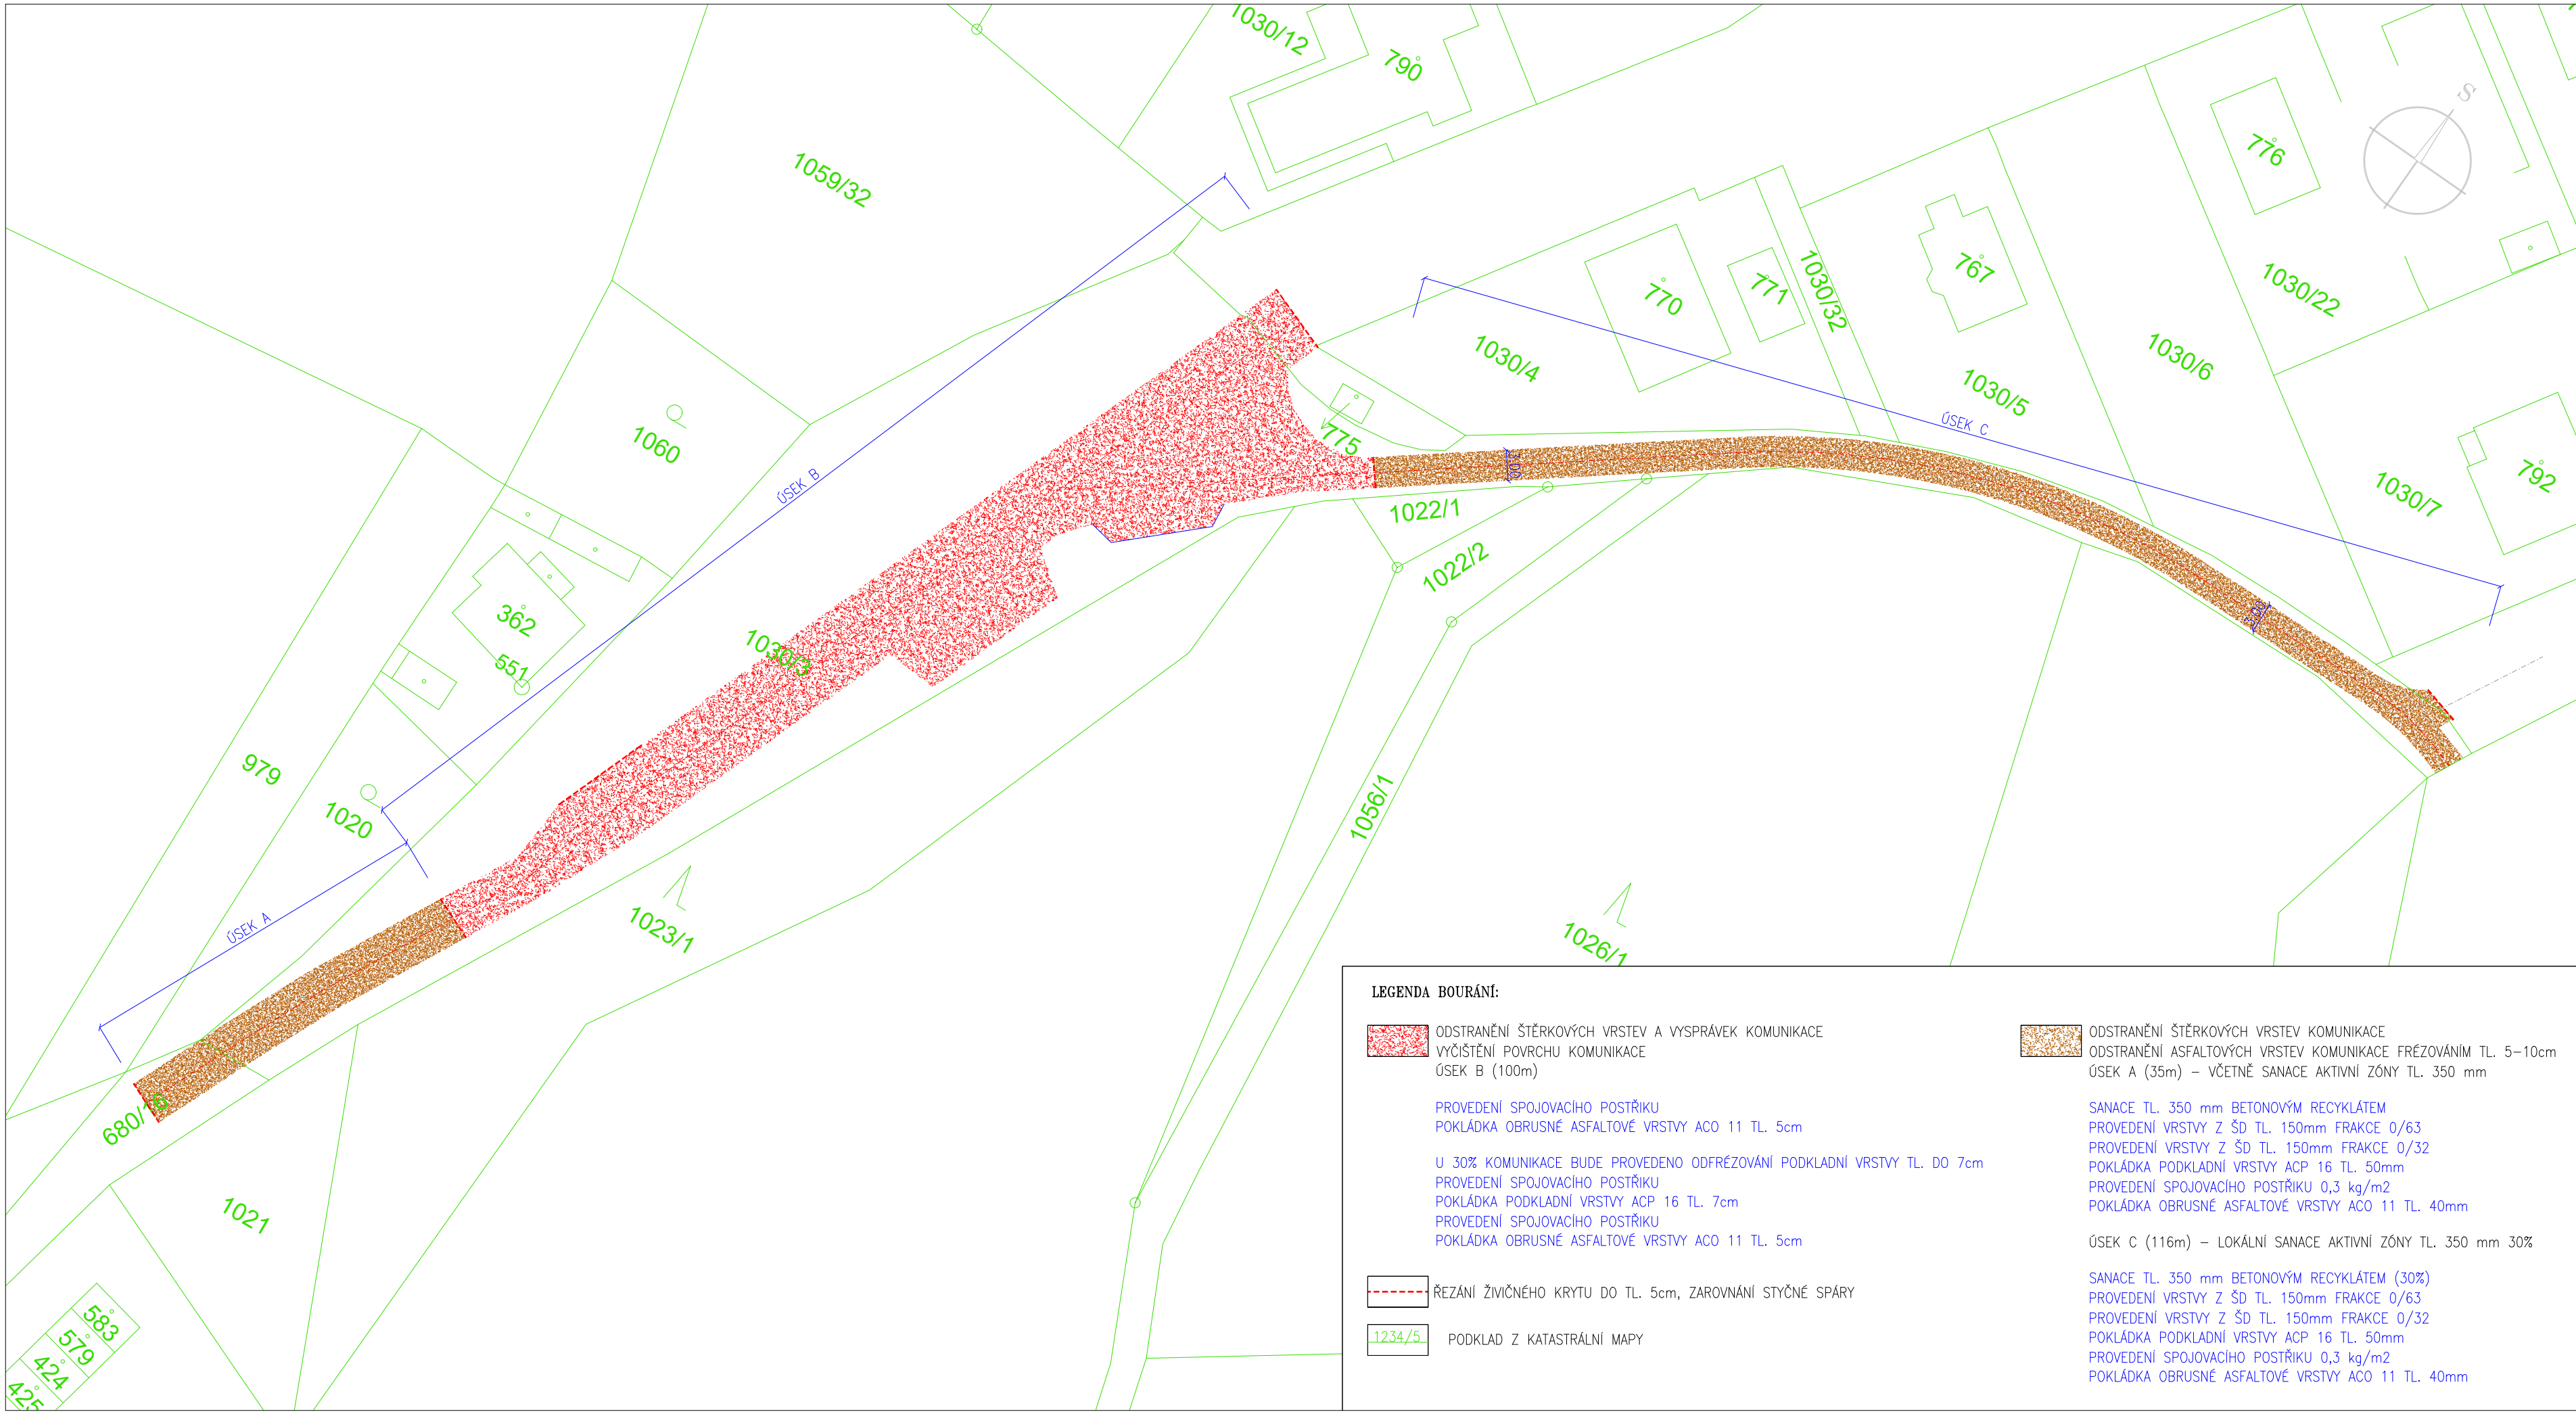 1030/12
790
S
776
1059/32
1030/22
767
771
770
1030/32
1030/4
1030/6
1030/5
ÚSEK C
1060
775
ÚSEK B
792
1030/7
3.00
1022/1
1022/2
362
3.00
1030/3
551
979
1020
1056/1
ÚSEK A
1023/1
1026/1
680/16
1021
583
579
424
425
LEGENDA BOURÁNÍ:
ODSTRANĚNÍ ŠTĚRKOVÝCH VRSTEV A VYSPRÁVEK KOMUNIKACE
VYČIŠTĚNÍ POVRCHU KOMUNIKACE
ÚSEK B (100m)
PROVEDENÍ SPOJOVACÍHO POSTŘIKU
POKLÁDKA OBRUSNÉ ASFALTOVÉ VRSTVY ACO 11 TL. 5cm
U 30% KOMUNIKACE BUDE PROVEDENO ODFRÉZOVÁNÍ PODKLADNÍ VRSTVY TL. DO 7cm
PROVEDENÍ SPOJOVACÍHO POSTŘIKU
POKLÁDKA PODKLADNÍ VRSTVY ACP 16 TL. 7cm
PROVEDENÍ SPOJOVACÍHO POSTŘIKU
POKLÁDKA OBRUSNÉ ASFALTOVÉ VRSTVY ACO 11 TL. 5cm
ŘEZÁNÍ ŽIVIČNÉHO KRYTU DO TL. 5cm, ZAROVNÁNÍ STYČNÉ SPÁRY
1234/5
PODKLAD Z KATASTRÁLNÍ MAPY
ODSTRANĚNÍ ŠTĚRKOVÝCH VRSTEV KOMUNIKACE
ODSTRANĚNÍ ASFALTOVÝCH VRSTEV KOMUNIKACE FRÉZOVÁNÍM TL. 5-10cm
ÚSEK A (35m) – VČETNĚ SANACE AKTIVNÍ ZÓNY TL. 350 mm
SANACE TL. 350 mm BETONOVÝM RECYKLÁTEM
PROVEDENÍ VRSTVY Z ŠD TL. 150mm FRAKCE 0/63
PROVEDENÍ VRSTVY Z ŠD TL. 150mm FRAKCE 0/32
POKLÁDKA PODKLADNÍ VRSTVY ACP 16 TL. 50mm
PROVEDENÍ SPOJOVACÍHO POSTŘIKU 0,3 kg/m2
POKLÁDKA OBRUSNÉ ASFALTOVÉ VRSTVY ACO 11 TL. 40mm
ÚSEK C (116m) – LOKÁLNÍ SANACE AKTIVNÍ ZÓNY TL. 350 mm 30%
SANACE TL. 350 mm BETONOVÝM RECYKLÁTEM (30%)
PROVEDENÍ VRSTVY Z ŠD TL. 150mm FRAKCE 0/63
PROVEDENÍ VRSTVY Z ŠD TL. 150mm FRAKCE 0/32
POKLÁDKA PODKLADNÍ VRSTVY ACP 16 TL. 50mm
PROVEDENÍ SPOJOVACÍHO POSTŘIKU 0,3 kg/m2
POKLÁDKA OBRUSNÉ ASFALTOVÉ VRSTVY ACO 11 TL. 40mm